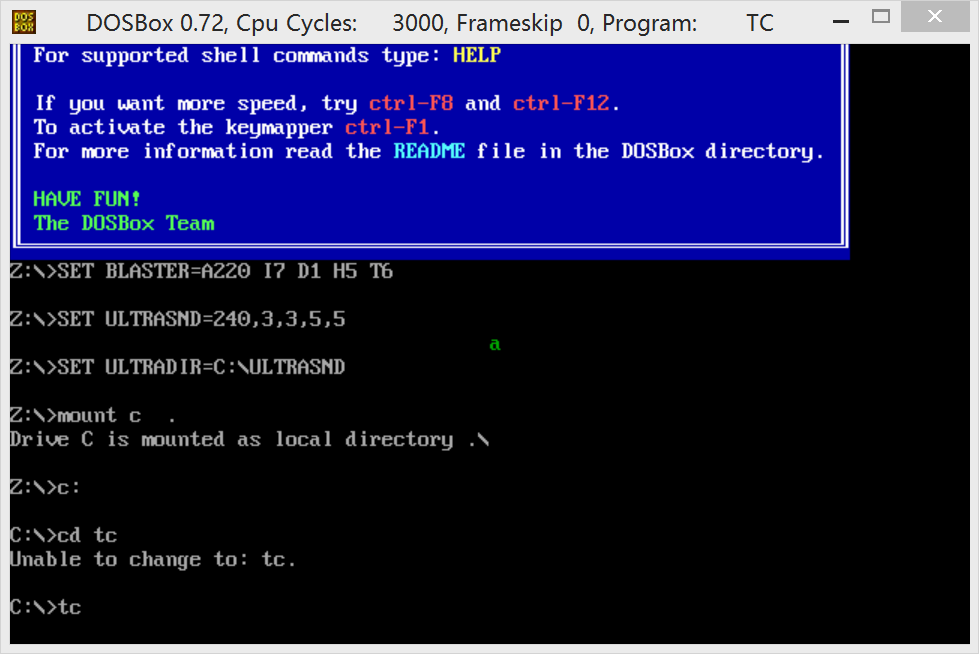 DOS
BOX
DOSBox 0.72, Cpu Cycles: 3000, Frameskip 0, Program: TC
For supported shell commands type: HELP
If you want more speed, try ctrl-F8 and ctrl-F12.
To activate the keymapper ctrl-F1.
For more information read the README file in the DOSBox directory.
HAVE FUN!
The DOSBox Team
Z:\>SET BLASTER=A220 I7 D1 H5 T6
Z:\>SET ULTRASND=240,3,3,5,5
a
Z:\>SET ULTRADIR=C:\ULTRASND
Z:\>mount c  .
Drive C is mounted as local directory .\
Z:\>c:
C:\>cd tc
Unable to change to: tc.
C:\>tc